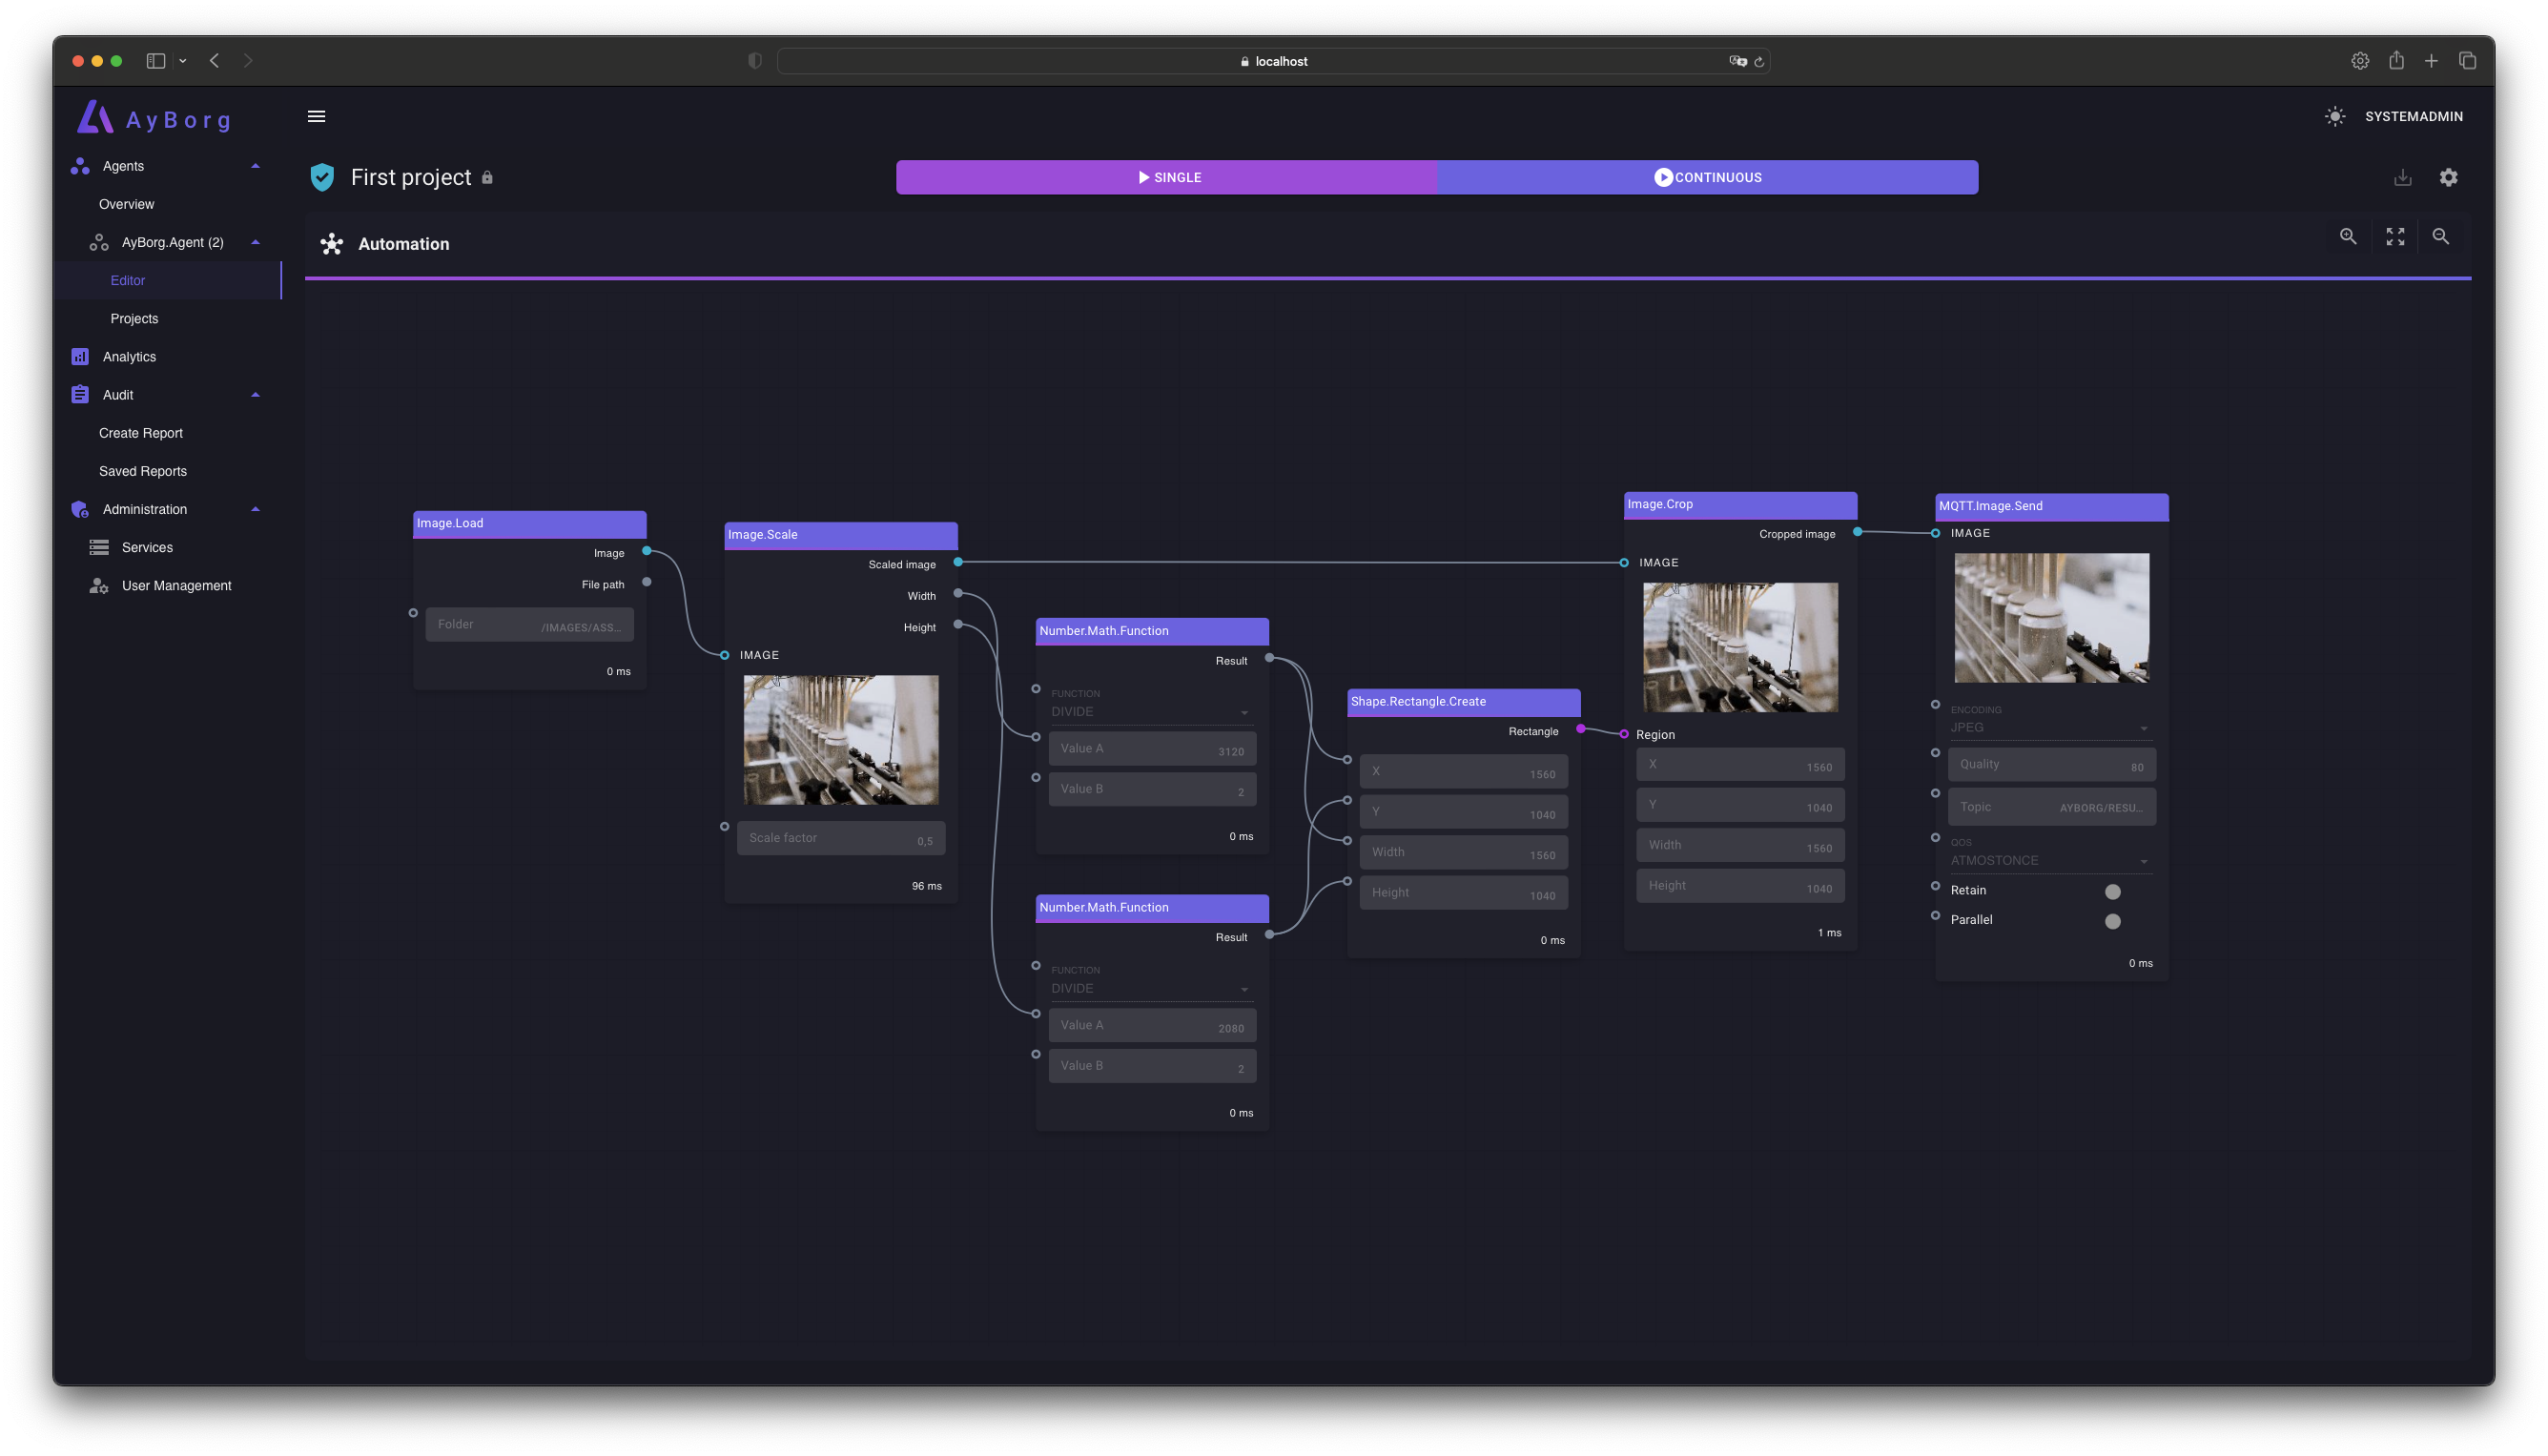 localhost
AyBorg
SYSTEMADMIN
Agents
Overview
AyBorg.Agent (2)
Editor
Projects
Analytics
Audit
Create Report
Saved Reports
Administration
Services
User Management
First project
SINGLE
CONTINUOUS
Automation
Image.Load
Image
File path
Folder
/IMAGES/ASS...
0 ms
Image.Scale
Scaled image
Width
Height
IMAGE
Scale factor
0,5
96 ms
Number.Math.Function
Result
FUNCTION
DIVIDE
Value A
3120
Value B
2
0 ms
Number.Math.Function
Result
FUNCTION
DIVIDE
Value A
2080
Value B
2
0 ms
Shape.Rectangle.Create
Rectangle
X
1560
Y
1040
Width
1560
Height
1040
0 ms
Image.Crop
Cropped image
IMAGE
Region
X
1560
Y
1040
Width
1560
Height
1040
1 ms
MQTT.Image.Send
IMAGE
ENCODING
JPEG
Quality
80
Topic
AYBORG/RESU...
QOS
ATMOSTONCE
Retain
Parallel
0 ms